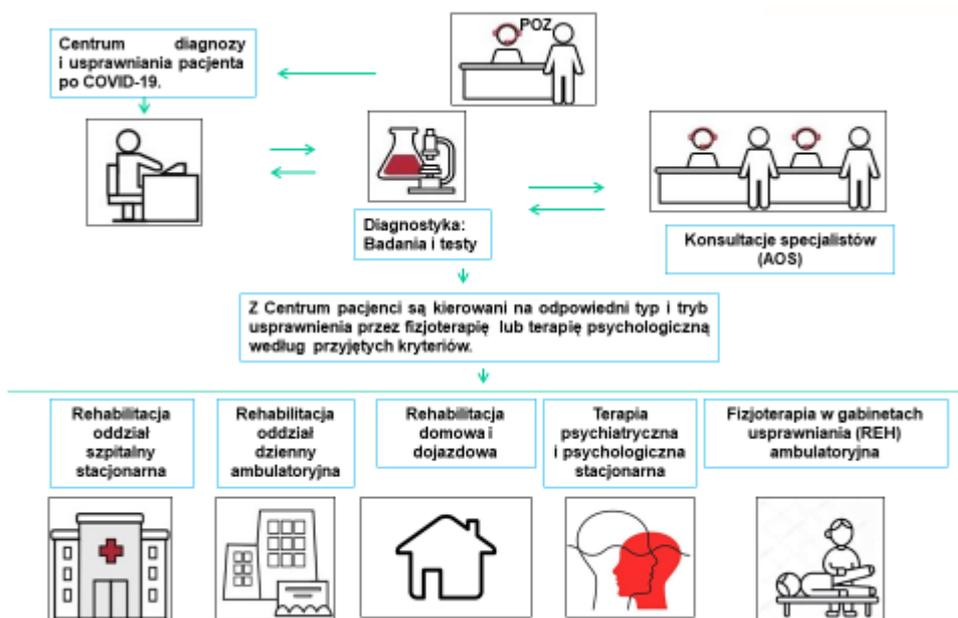 POZ
Centrum diagnozy
i usprawniania pacjenta
po COVID-19.
Diagnostyka:
Badania i testy
Konsultacje specjalistów
(AOS)
Z Centrum pacjenci są kierowani na odpowiedni typ i tryb
usprawnienia przez fizjoterapię lub terapię psychologiczną
według przyjętych kryteriów.
Rehabilitacja
oddział
szpitalny
stacjonarna
Rehabilitacja
oddział
dzienny
ambulatoryjna
Rehabilitacja
domowa i
dojazdowa
Terapia
psychiatryczna
i psychologiczna
stacjonarna
Fizjoterapia w gabinetach
usprawniania (REH)
ambulatoryjna